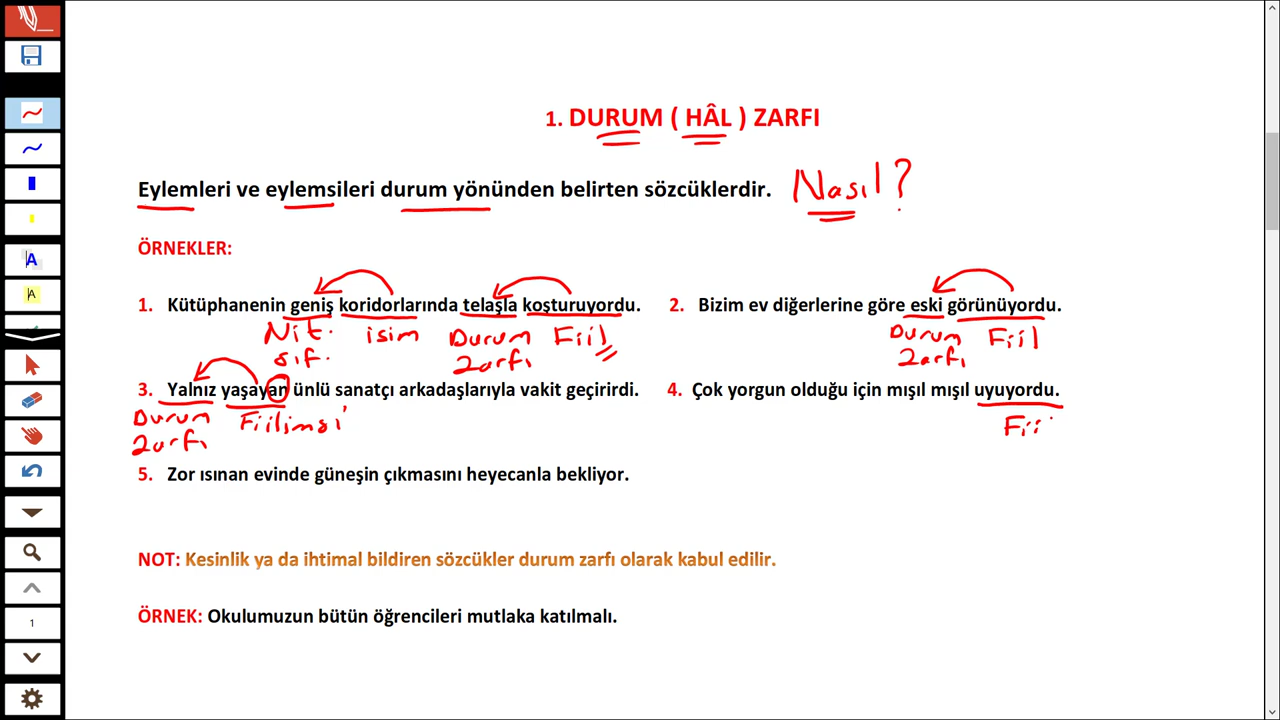 1. DURUM ( HÂL ) ZARFI
Eylemleri ve eylemsileri durum yönünden belirten sözcüklerdir. Nasıl?
ÖRNEKLER:
1. Kütüphanenin geniş koridorlarında telaşla koşturuyordu. 2. Bizim ev diğerlerine göre eski görünüyordu.
Nit. isim Durum Fiil Durum Fiil
sıf. Zarfı Zarfı
3. Yalnız yaşayan ünlü sanatçı arkadaşlarıyla vakit geçirirdi. 4. Çok yorgun olduğu için mışıl mışıl uyuyordu.
Durum Fiilimsi Fii
Zarfı
5. Zor ısınan evinde güneşin çıkmasını heyecanla bekliyor.
NOT: Kesinlik ya da ihtimal bildiren sözcükler durum zarfı olarak kabul edilir.
ÖRNEK: Okulumuzun bütün öğrencileri mutlaka katılmalı.
A
A
1